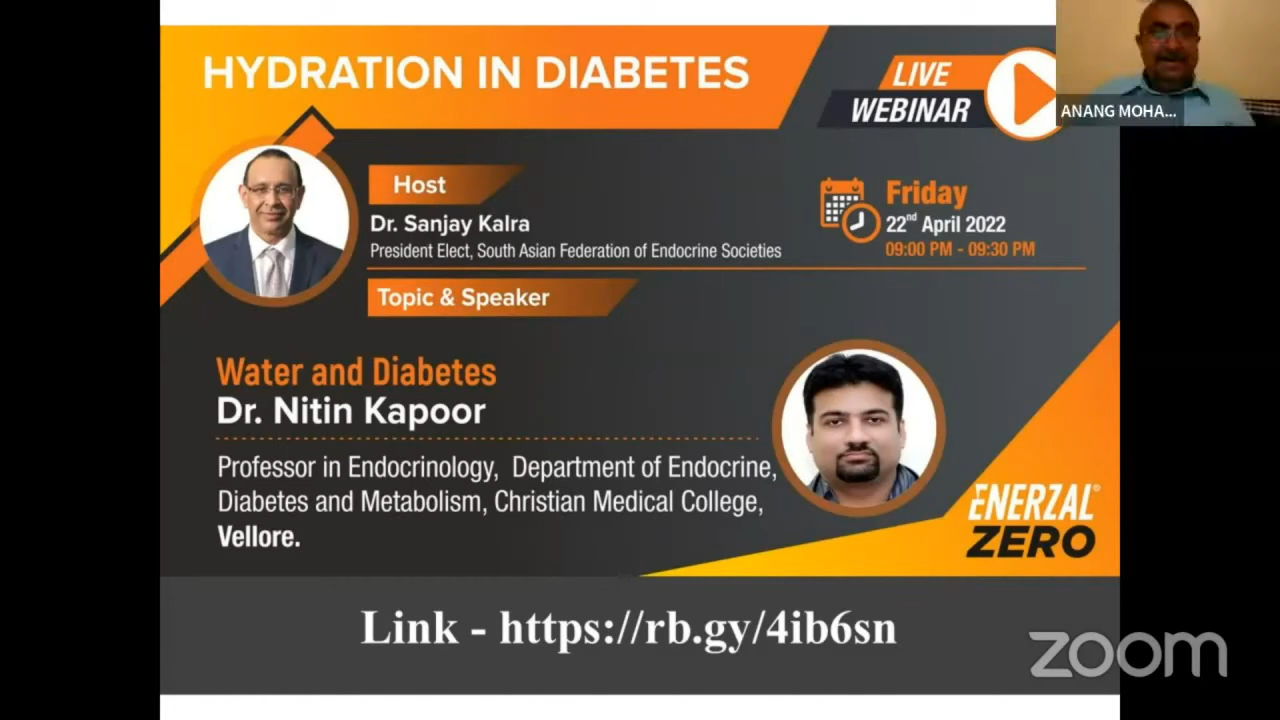 HYDRATION IN DIABETES
LIVE
WEBINAR
ANANG MOHA...
Host
Dr. Sanjay Kalra
President Elect, South Asian Federation of Endocrine Societies
Friday
22nd April 2022
09:00 PM - 09:30 PM
Topic & Speaker
Water and Diabetes
Dr. Nitin Kapoor
Professor in Endocrinology, Department of Endocrine,
Diabetes and Metabolism, Christian Medical College,
Vellore.
ENERZAL®
ZERO
Link - https://rb.gy/4ib6sn
zoom